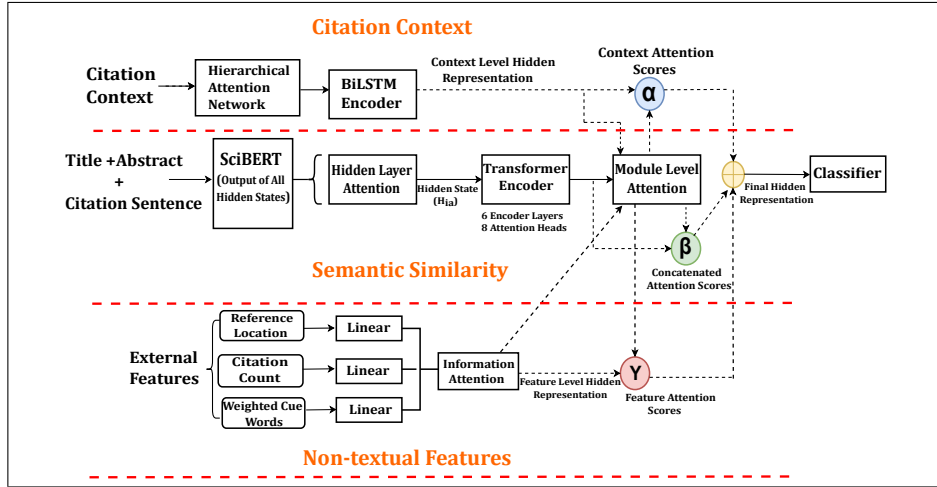 Citation Context
Citation
Context
Hierarchical
Attention
Network
BiLSTM
Encoder
Context Level Hidden
Representation
Context Attention
Scores
α
Title +Abstract
+
Citation Sentence
SciBERT
(Output of All
Hidden States)
Hidden Layer
Attention
Hidden State
(Hia)
Transformer
Encoder
6 Encoder Layers
8 Attention Heads
Module Level
Attention
Final Hidden
Representation
Classifier
β
Concatenated
Attention Scores
Semantic Similarity
External
Features
Reference
Location
Linear
Citation
Count
Linear
Weighted Cue
Words
Linear
Information
Attention
Feature Level Hidden
Representation
Y
Feature Attention
Scores
Non-textual Features